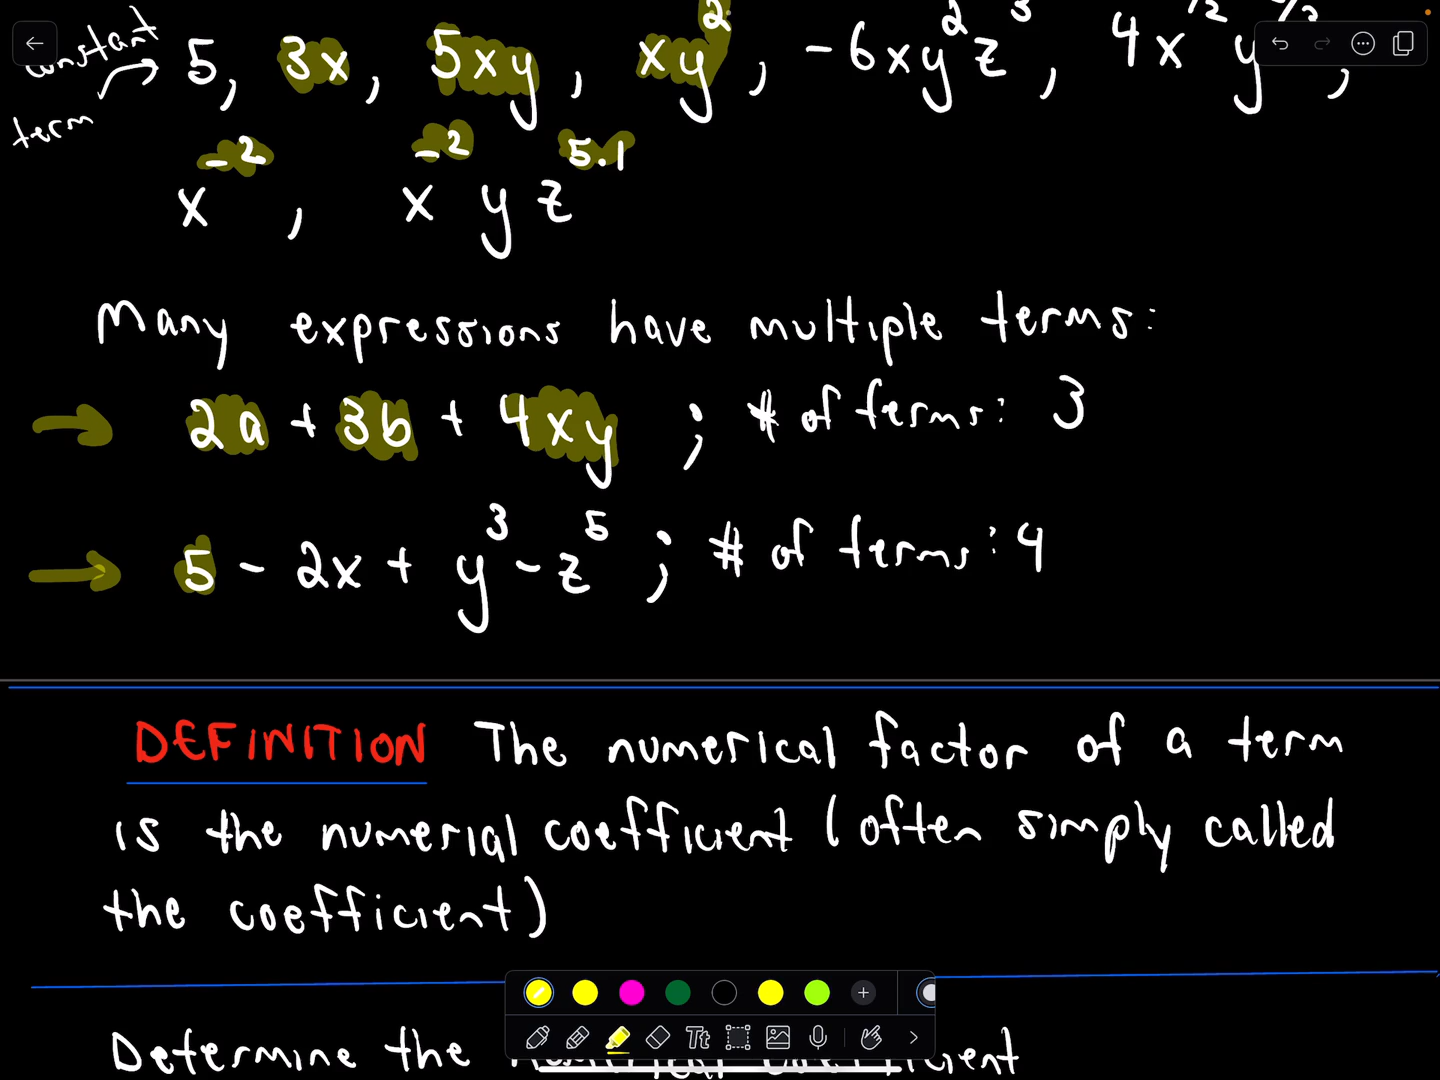 constant
term
5, 3x, 5xy, xy², -6xy²z³, 4x y ,
x⁻², x⁻²yz⁵·¹
Many expressions have multiple terms:
2a + 3b + 4xy ; # of terms: 3
5 - 2x + y³ - z⁵ ; # of terms: 4
DEFINITION The numerical factor of a term
is the numerial coefficient (often simply called
the coefficient)
Determine the
Tt